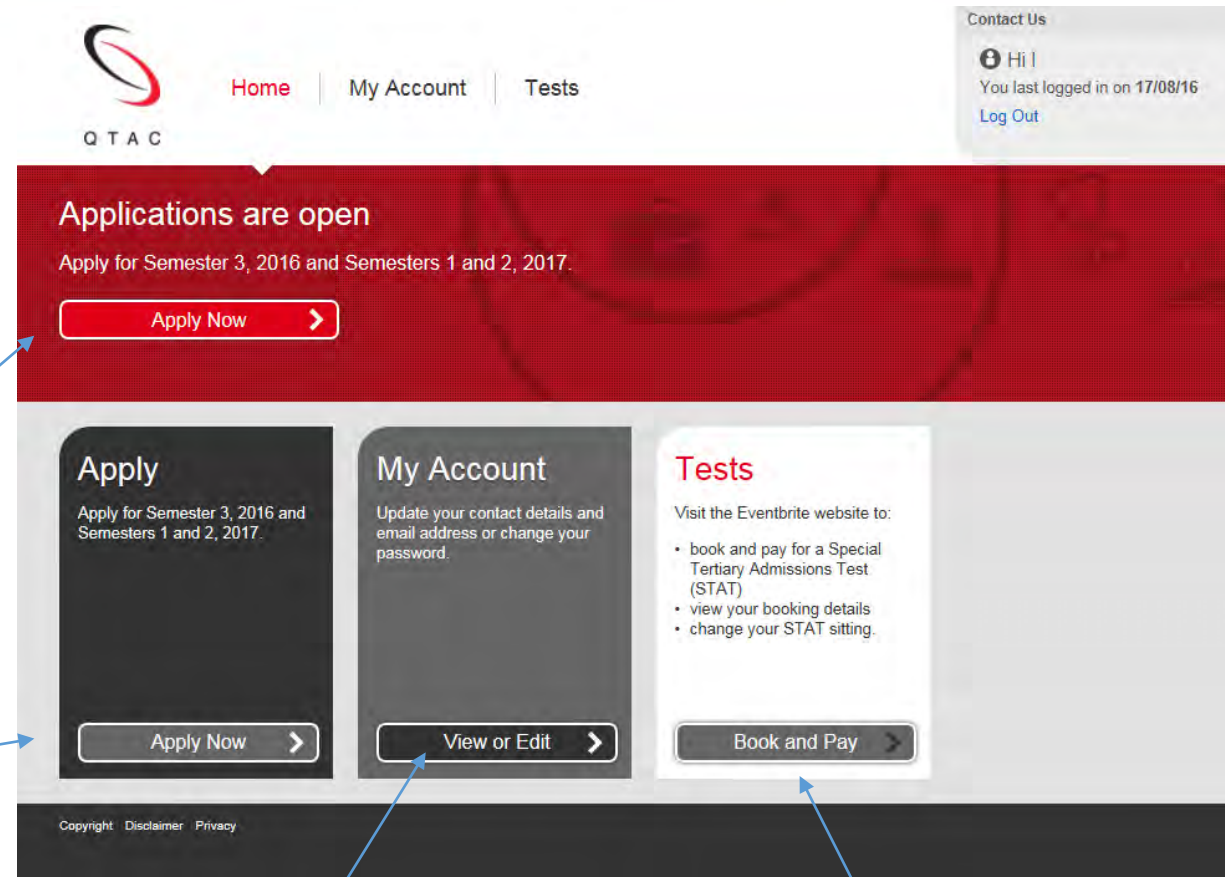 Contact Us
Hi I
You last logged in on 17/08/16
Log Out
Home
My Account
Tests
QTAC
Applications are open
Apply for Semester 3, 2016 and Semesters 1 and 2, 2017.
Apply Now
Apply
Apply for Semester 3, 2016 and
Semesters 1 and 2, 2017.
Apply Now
My Account
Update your contact details and
email address or change your
password.
View or Edit
Tests
Visit the Eventbrite website to:
• book and pay for a Special
Tertiary Admissions Test
(STAT)
• view your booking details
• change your STAT sitting.
Book and Pay
Copyright Disclaimer Privacy